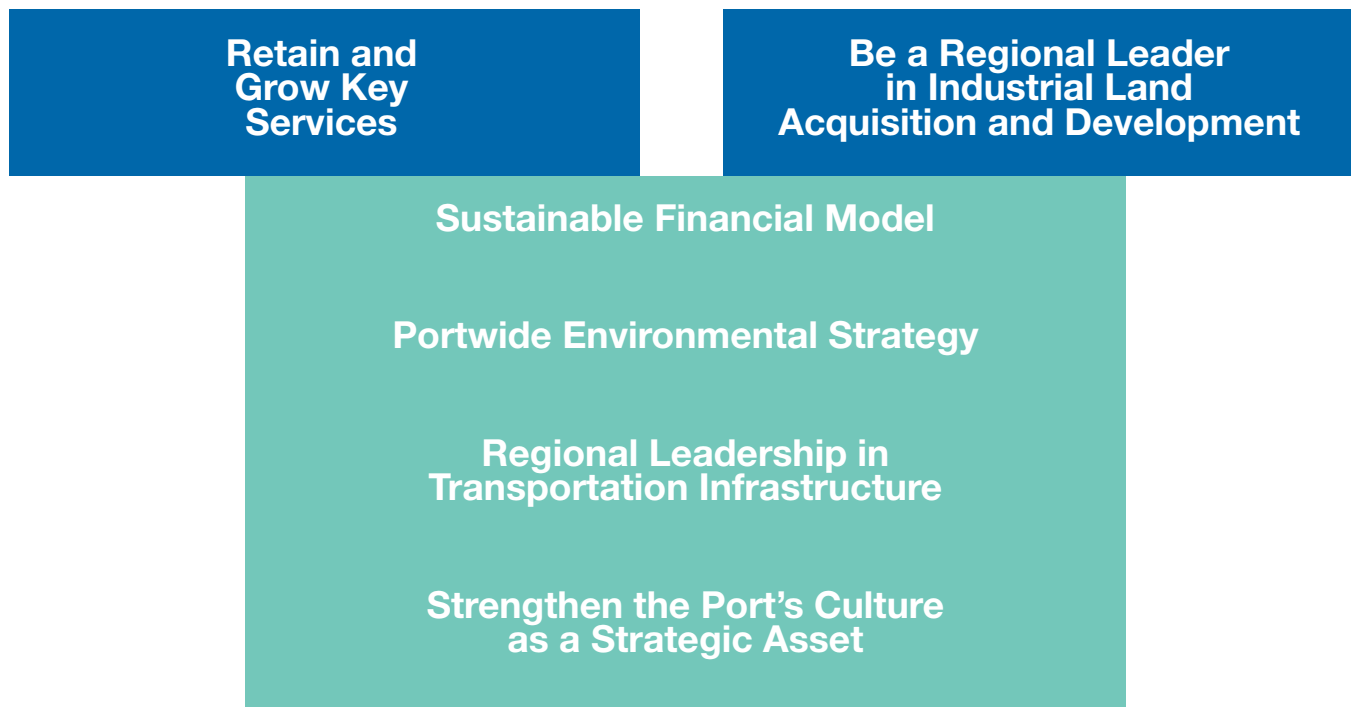 Retain and
Grow Key
Services
Be a Regional Leader
in Industrial Land
Acquisition and Development
Sustainable Financial Model
Portwide Environmental Strategy
Regional Leadership in
Transportation Infrastructure
Strengthen the Port’s Culture
as a Strategic Asset